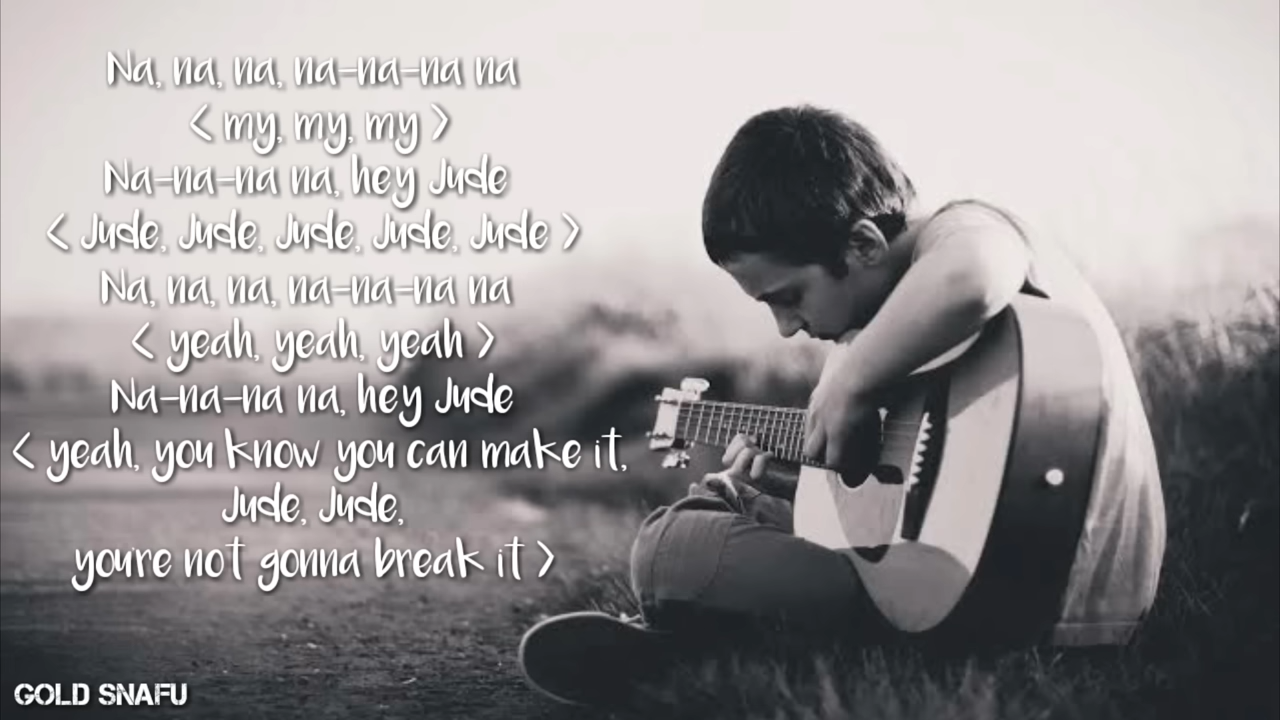 Na, na, na, na-na-na na
< my, my, my >
Na-na-na na, hey Jude
< Jude, Jude, Jude, Jude, Jude >
Na, na, na, na-na-na na
< yeah, yeah, yeah >
Na-na-na na, hey Jude
< yeah, you know you can make it,
Jude, Jude,
you're not gonna break it >
GOLD SNAFU